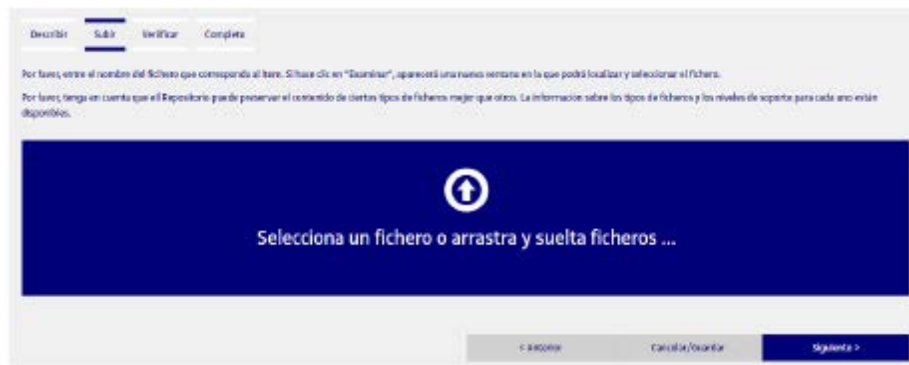 Describir Subir Verificar Completo
Por favor, entre el nombre del fichero que corresponda al ítem. Si hace clic en "Examinar", aparecerá una nueva ventana en la que podrá localizar y seleccionar el fichero.
Por favor, tenga en cuenta que el Repositorio puede preservar el contenido de ciertos tipos de ficheros mejor que otros. La información sobre los tipos de ficheros y los niveles de soporte para cada uno están
disponibles.
Selecciona un fichero o arrastra y suelta ficheros ...
< Anterior Cancelar/Guardar Siguiente >